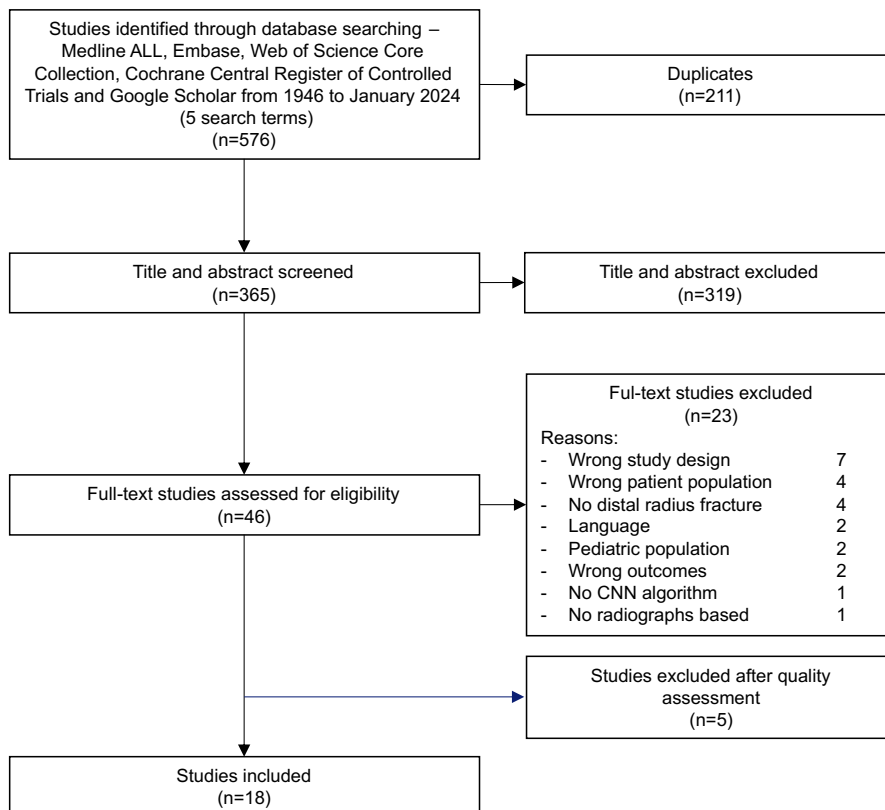 Studies identified through database searching –
Medline ALL, Embase, Web of Science Core
Collection, Cochrane Central Register of Controlled
Trials and Google Scholar from 1946 to January 2024
(5 search terms)
(n=576)
Duplicates
(n=211)
Title and abstract screened
(n=365)
Title and abstract excluded
(n=319)
Ful-text studies excluded
(n=23)
Reasons:
- Wrong study design 7
- Wrong patient population 4
- No distal radius fracture 4
- Language 2
- Pediatric population 2
- Wrong outcomes 2
- No CNN algorithm 1
- No radiographs based 1
Full-text studies assessed for eligibility
(n=46)
Studies excluded after quality
assessment
(n=5)
Studies included
(n=18)